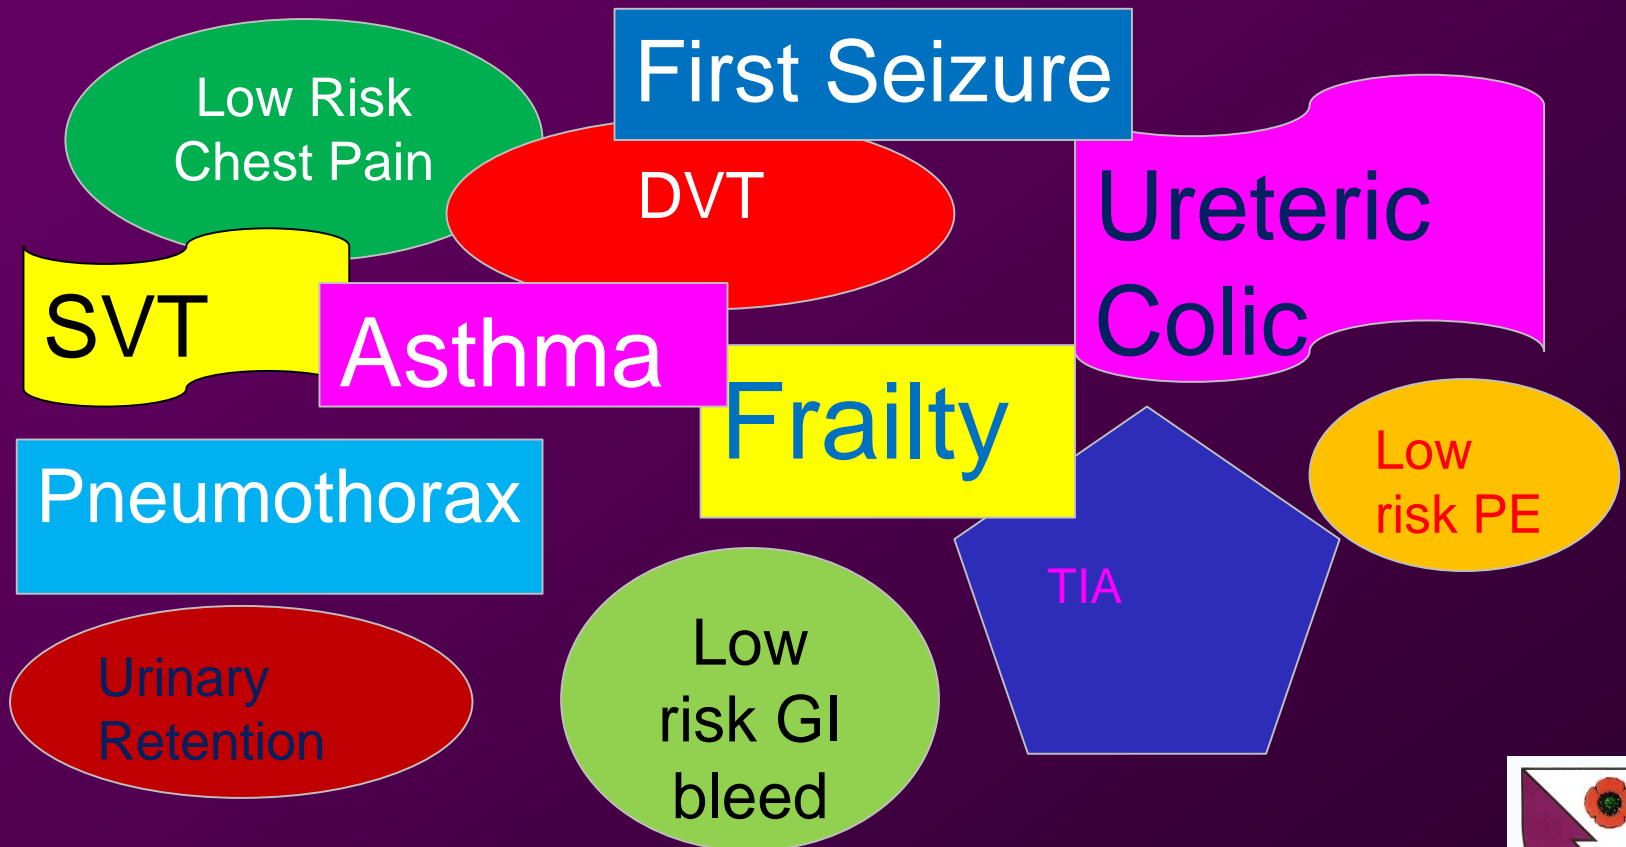 First Seizure
Low Risk
Chest Pain
DVT
Ureteric
Colic
SVT
Asthma
Frailty
Low
risk PE
Pneumothorax
TIA
Low
risk GI
bleed
Urinary
Retention